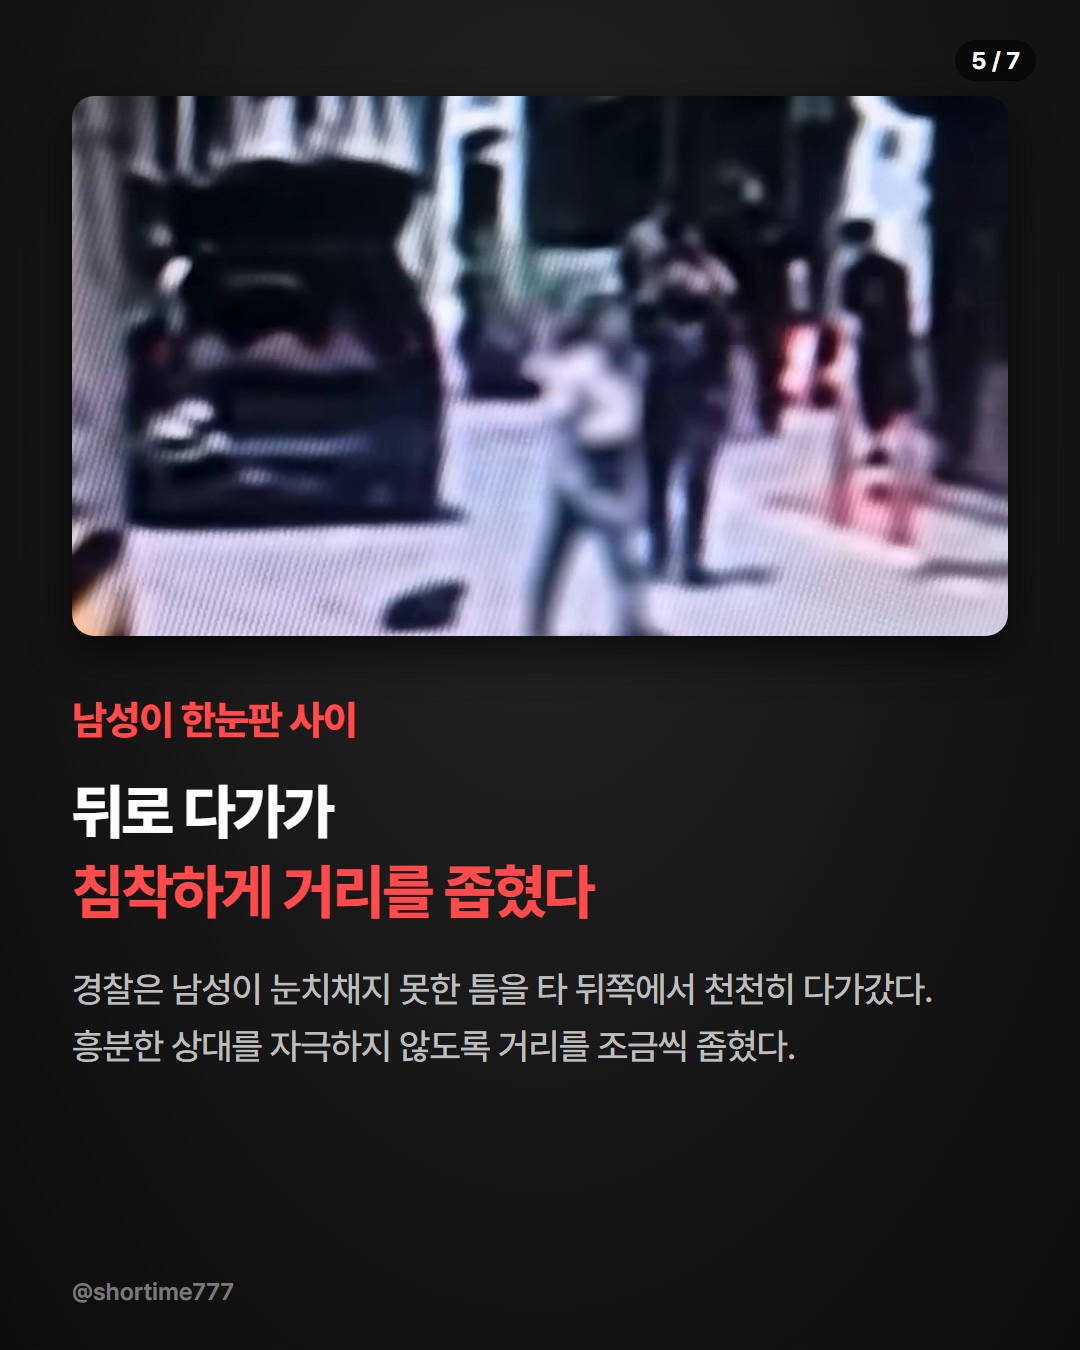 5 / 7
남성이 한눈판 사이
뒤로 다가가
침착하게 거리를 좁혔다
경찰은 남성이 눈치채지 못한 틈을 타 뒤쪽에서 천천히 다가갔다.
흥분한 상대를 자극하지 않도록 거리를 조금씩 좁혔다.
@shortime777